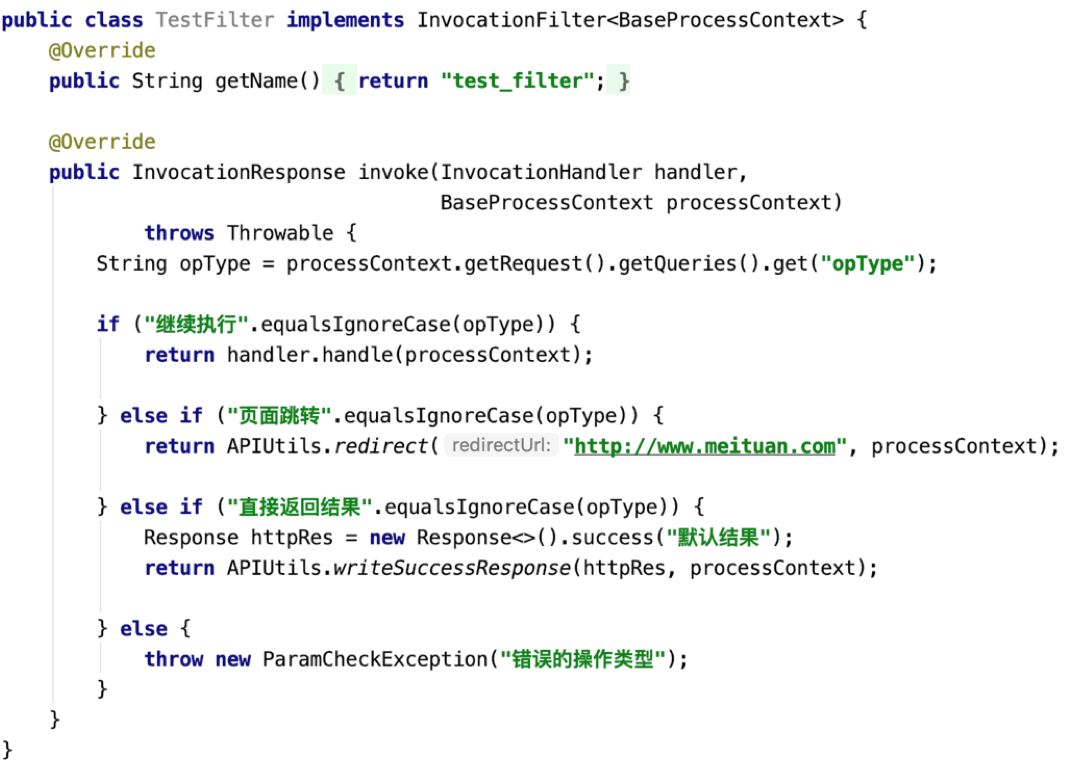 public class TestFilter implements InvocationFilter<BaseProcessContext> {
    @Override
    public String getName() { return "test_filter"; }

    @Override
    public InvocationResponse invoke(InvocationHandler handler,
                                     BaseProcessContext processContext)
            throws Throwable {
        String opType = processContext.getRequest().getQueries().get("opType");

        if ("继续执行".equalsIgnoreCase(opType)) {
            return handler.handle(processContext);

        } else if ("页面跳转".equalsIgnoreCase(opType)) {
            return APIUtils.redirect( redirectUrl: "http://www.meituan.com", processContext);

        } else if ("直接返回结果".equalsIgnoreCase(opType)) {
            Response httpRes = new Response<>().success("默认结果");
            return APIUtils.writeSuccessResponse(httpRes, processContext);

        } else {
            throw new ParamCheckException("错误的操作类型");
        }
    }
}